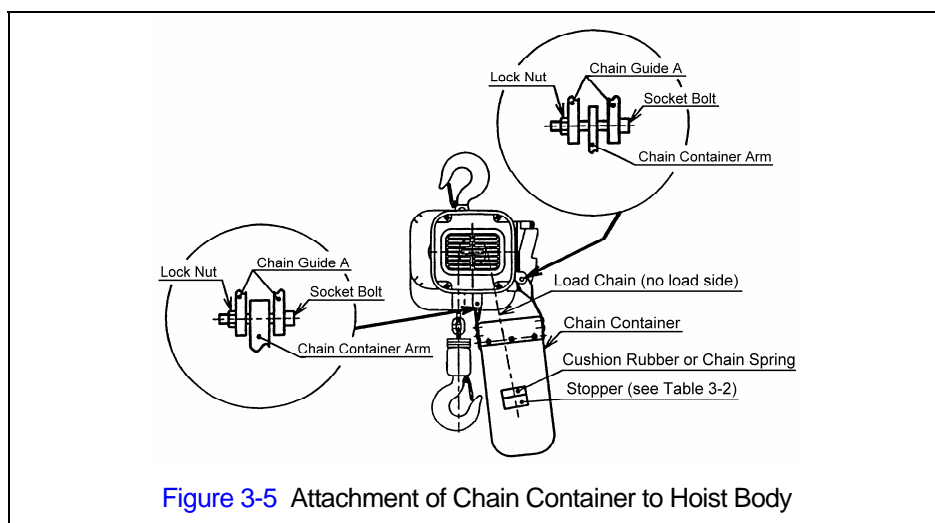 Lock Nut
Chain Guide A
Socket Bolt
Chain Container Arm
Lock Nut
Chain Guide A
Socket Bolt
Chain Container Arm
Load Chain (no load side)
Chain Container
Cushion Rubber or Chain Spring
Stopper (see Table 3-2)
Figure 3-5 Attachment of Chain Container to Hoist Body